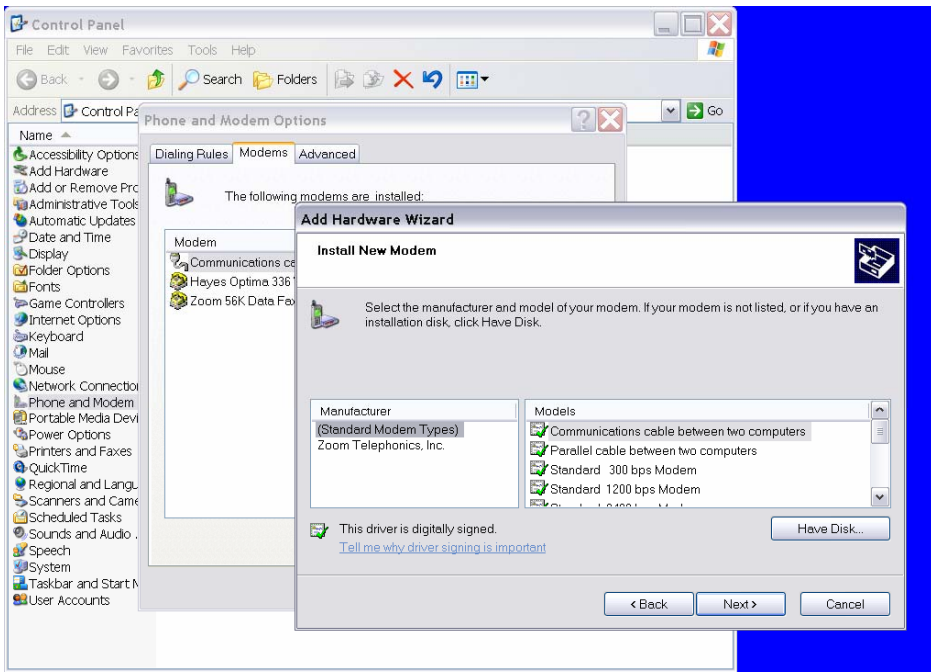 Control Panel
File Edit View Favorites Tools Help
Back Search Folders
Address Control Pa Go
Name
Accessibility Options
Add Hardware
Add or Remove Prc
Administrative Tools
Automatic Updates
Date and Time
Display
Folder Options
Fonts
Game Controllers
Internet Options
Keyboard
Mail
Mouse
Network Connectio
Phone and Modem
Portable Media Devi
Power Options
Printers and Faxes
QuickTime
Regional and Langu
Scanners and Came
Scheduled Tasks
Sounds and Audio .
Speech
System
Taskbar and Start M
User Accounts
Phone and Modem Options
Dialing Rules Modems Advanced
The following modems are installed:
Modem
Communications ca
Hayes Optima 336
Zoom 56K Data Fax
Add Hardware Wizard
Install New Modem
Select the manufacturer and model of your modem. If your modem is not listed, or if you have an
installation disk, click Have Disk.
Manufacturer
(Standard Modem Types)
Zoom Telephonics, Inc.
Models
Communications cable between two computers
Parallel cable between two computers
Standard 300 bps Modem
Standard 1200 bps Modem
This driver is digitally signed.
Tell me why driver signing is important
Have Disk...
< Back Next > Cancel